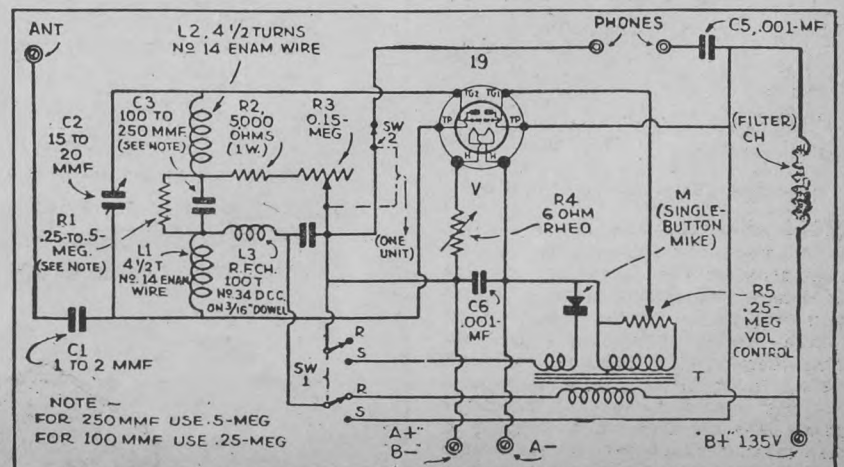 ANT
L2, 4 1/2 TURNS
No 14 ENAM WIRE
PHONES
C5, .001-MF
19
C2
15 TO
20
MMF
C3
100 TO
250 MMF.
(SEE NOTE)
R2,
5,000
OHMS
(1 W.)
R3
0.15-
MEG
SW
2
TG2
TG1
TP
TP
H
H
V
(FILTER)
CH
R1
.25-TO.5-
MEG.
(SEE NOTE)
L1
4 1/2 T
No. 14 ENAM
WIRE
L3
R.F.CH.
100 T
No. 34 D.C.C.
ON 3/16" DOWEL
(ONE
UNIT)
R4
6 OHM
RHEO
M
(SINGLE-
BUTTON
MIKE)
C6
.001-
MF
R5
.25-
MEG
VOL
CONTROL
C1
1 TO 2 MMF
R
S
SW
1
R
S
T
NOTE –
FOR 250 MMF USE .5-MEG
FOR 100 MMF USE .25-MEG
"A+"
B-
A-
"B+" 135V